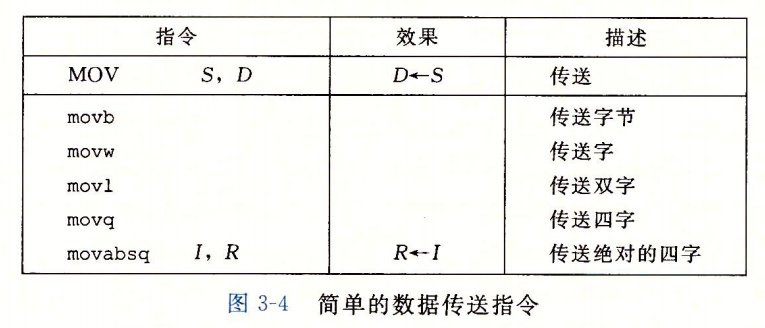 指令 效果 描述
MOV S, D D←S 传送
movb 传送字节
movw 传送字
movl 传送双字
movq 传送四字
movabsq I, R R←I 传送绝对的四字
图 3-4 简单的数据传送指令